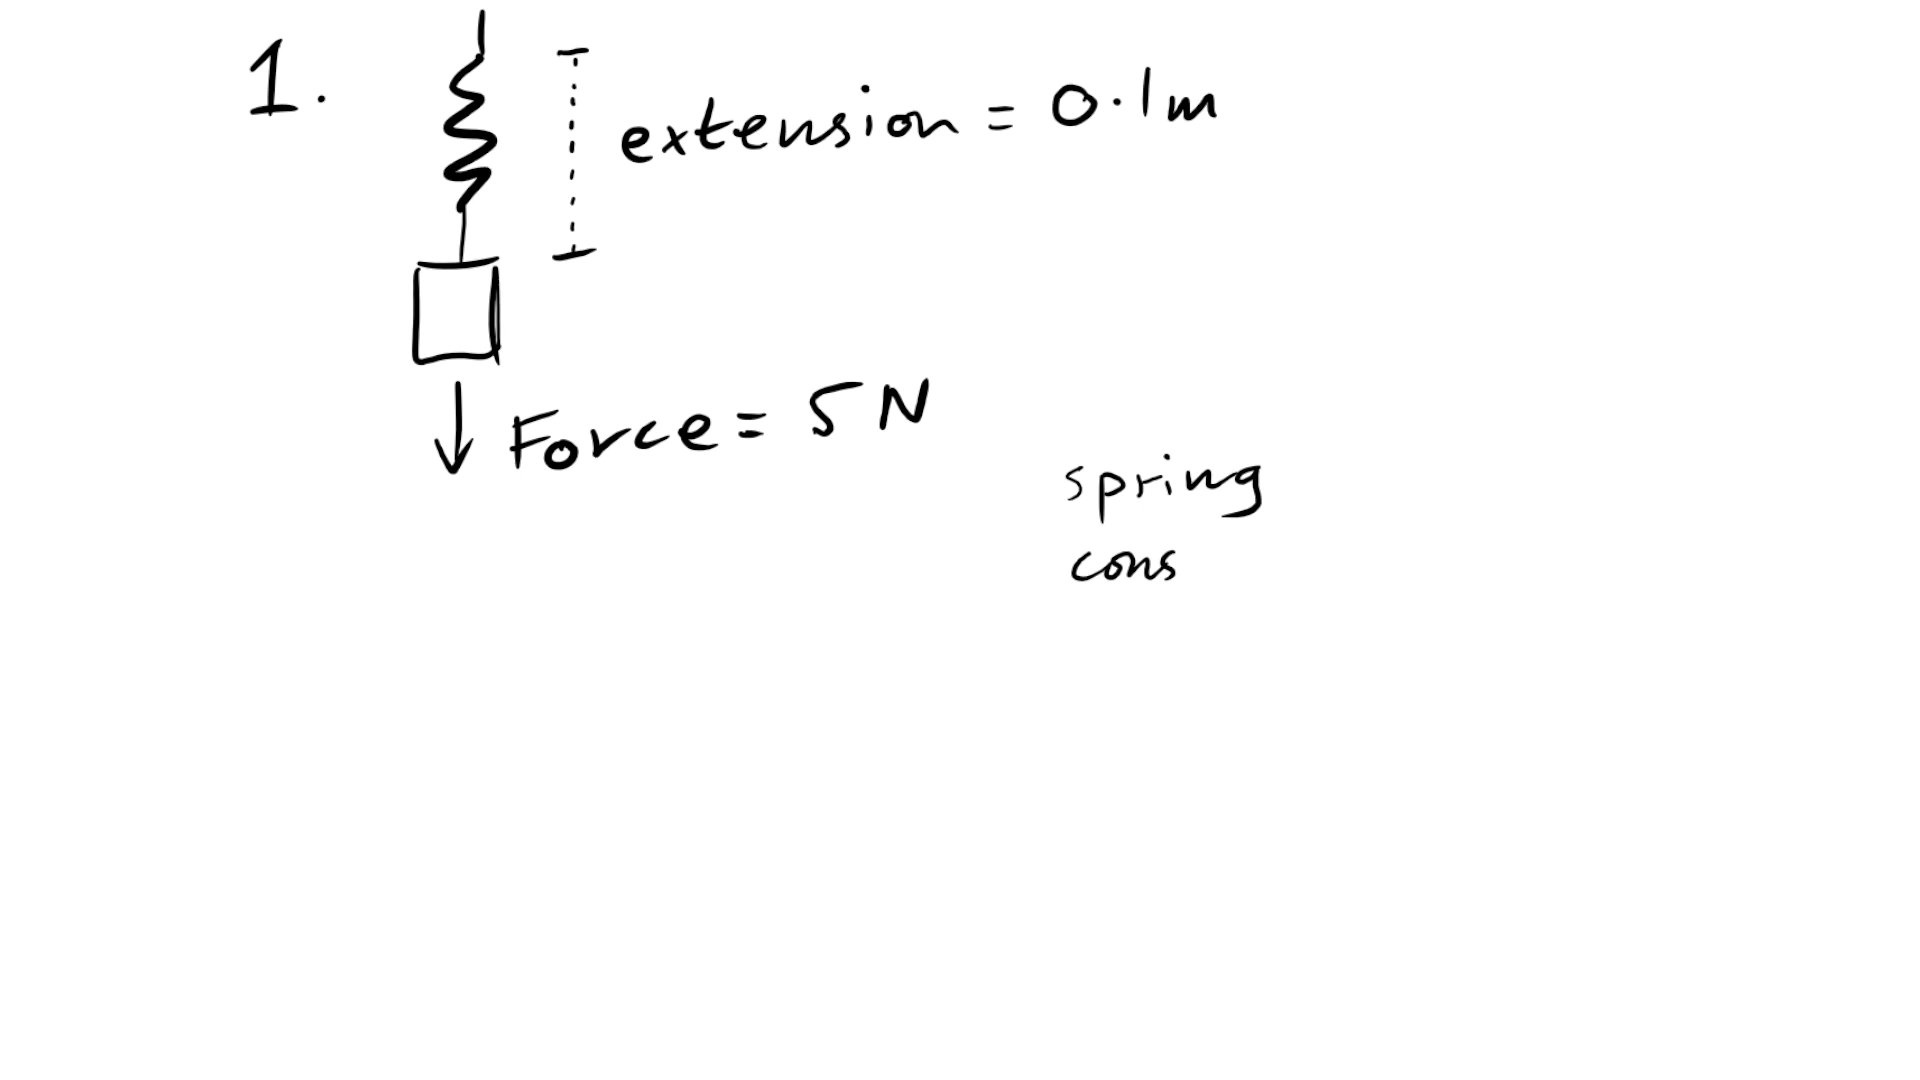 1.
extension = 0.1m
Force = 5N
spring
cons